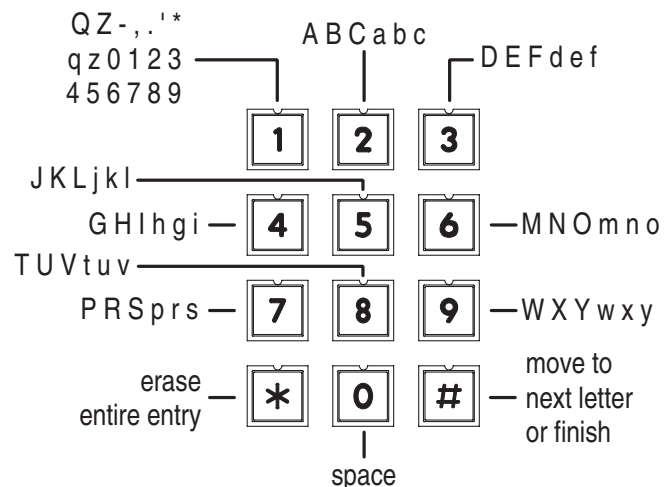 Q Z - , . ' *
q z 0 1 2 3
4 5 6 7 8 9
A B C a b c
D E F d e f
1
2
3
J K L j k l
G H I h g i
4
5
6
M N O m n o
T U V t u v
P R S p r s
7
8
9
W X Y w x y
erase
entire entry
*
0
#
move to
next letter
or finish
space